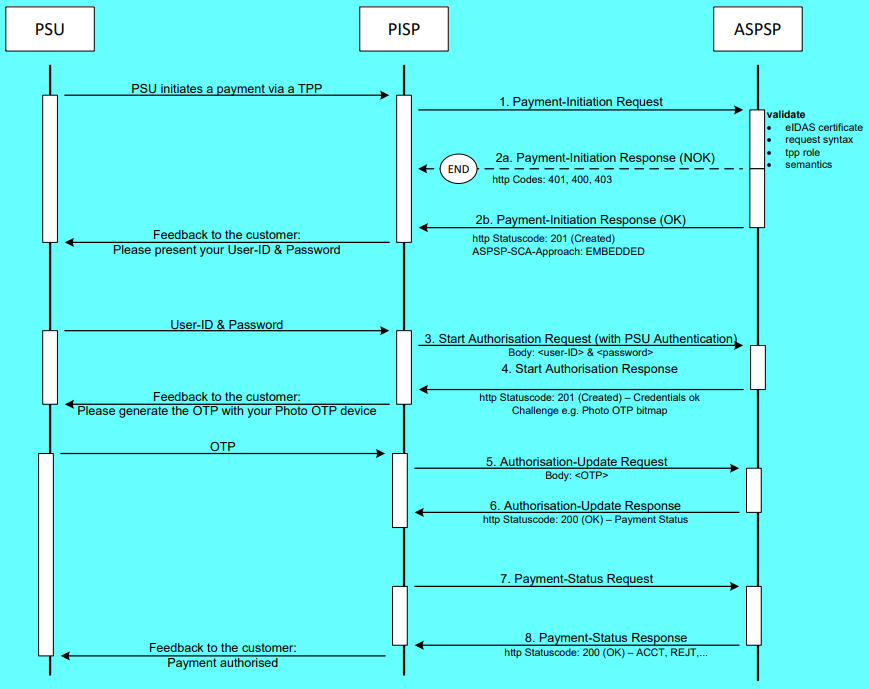 PSU
PISP
ASPSP
PSU initiates a payment via a TPP
1. Payment-Initiation Request
validate
• eIDAS certificate
• request syntax
• tpp role
• semantics
2a. Payment-Initiation Response (NOK)
END
http Codes: 401, 400, 403
2b. Payment-Initiation Response (OK)
http Statuscode: 201 (Created)
ASPSP-SCA-Approach: EMBEDDED
Feedback to the customer:
Please present your User-ID & Password
User-ID & Password
3. Start Authorisation Request (with PSU Authentication)
Body: <user-ID> & <password>
4. Start Authorisation Response
http Statuscode: 201 (Created) – Credentials ok
Challenge e.g. Photo OTP bitmap
Feedback to the customer:
Please generate the OTP with your Photo OTP device
OTP
5. Authorisation-Update Request
Body: <OTP>
6. Authorisation-Update Response
http Statuscode: 200 (OK) – Payment Status
7. Payment-Status Request
8. Payment-Status Response
http Statuscode: 200 (OK) – ACCT, REJT,...
Feedback to the customer:
Payment authorised